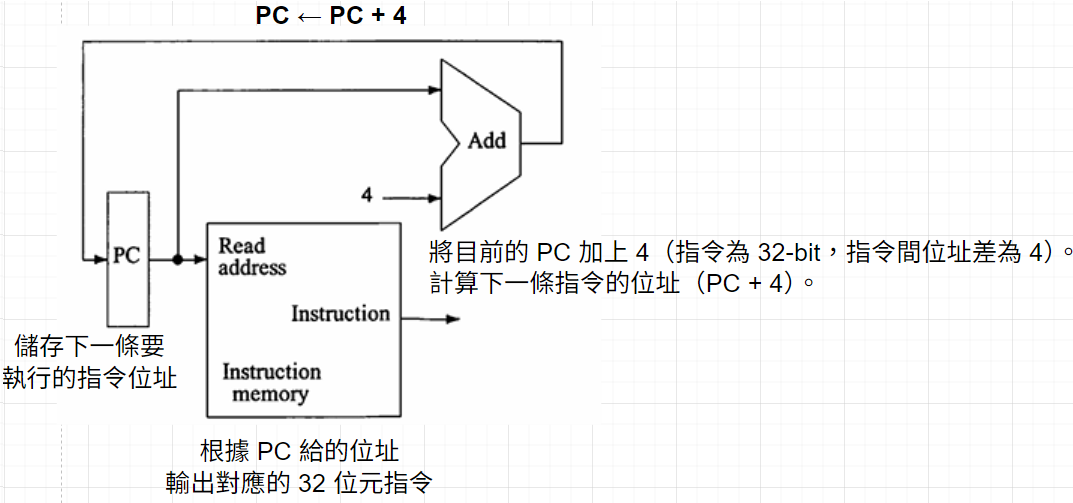 PC ← PC + 4
Add
4
PC
Read
address
Instruction
Instruction
memory
將目前的 PC 加上 4（指令為 32-bit，指令間位址差為 4）。
計算下一條指令的位址（PC + 4）。
儲存下一條要
執行的指令位址
根據 PC 給的位址
輸出對應的 32 位元指令